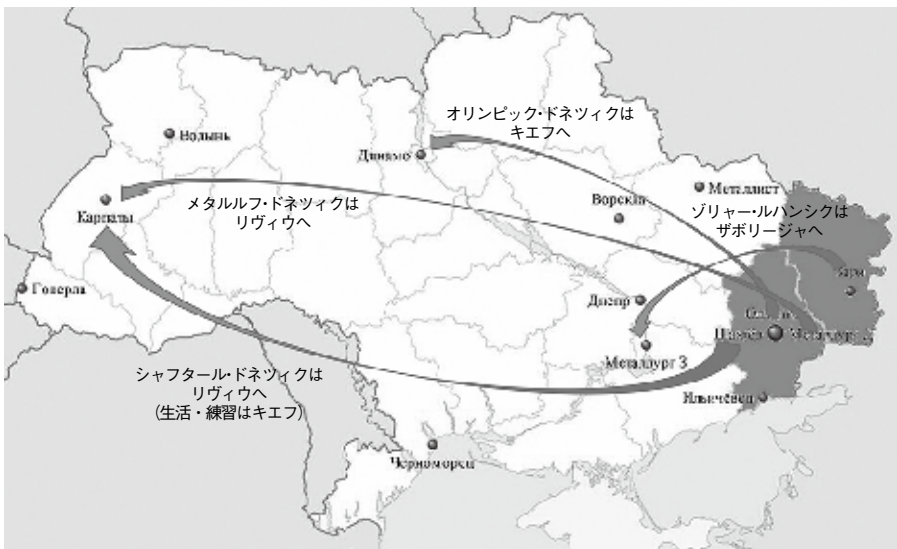 オリンピック・ドネツィクは
キエフへ
Волынь
Динамо
Металлист
Ворскла
ゾリャー・ルハンシクは
ザポリージャへ
メタルルフ・ドネツィクは
リヴィウへ
Карпаты
Говерла
Днепр
Металлург З
シャフタール・ドネツィクは
リヴィウへ
(生活・練習はキエフ)
Черноморец